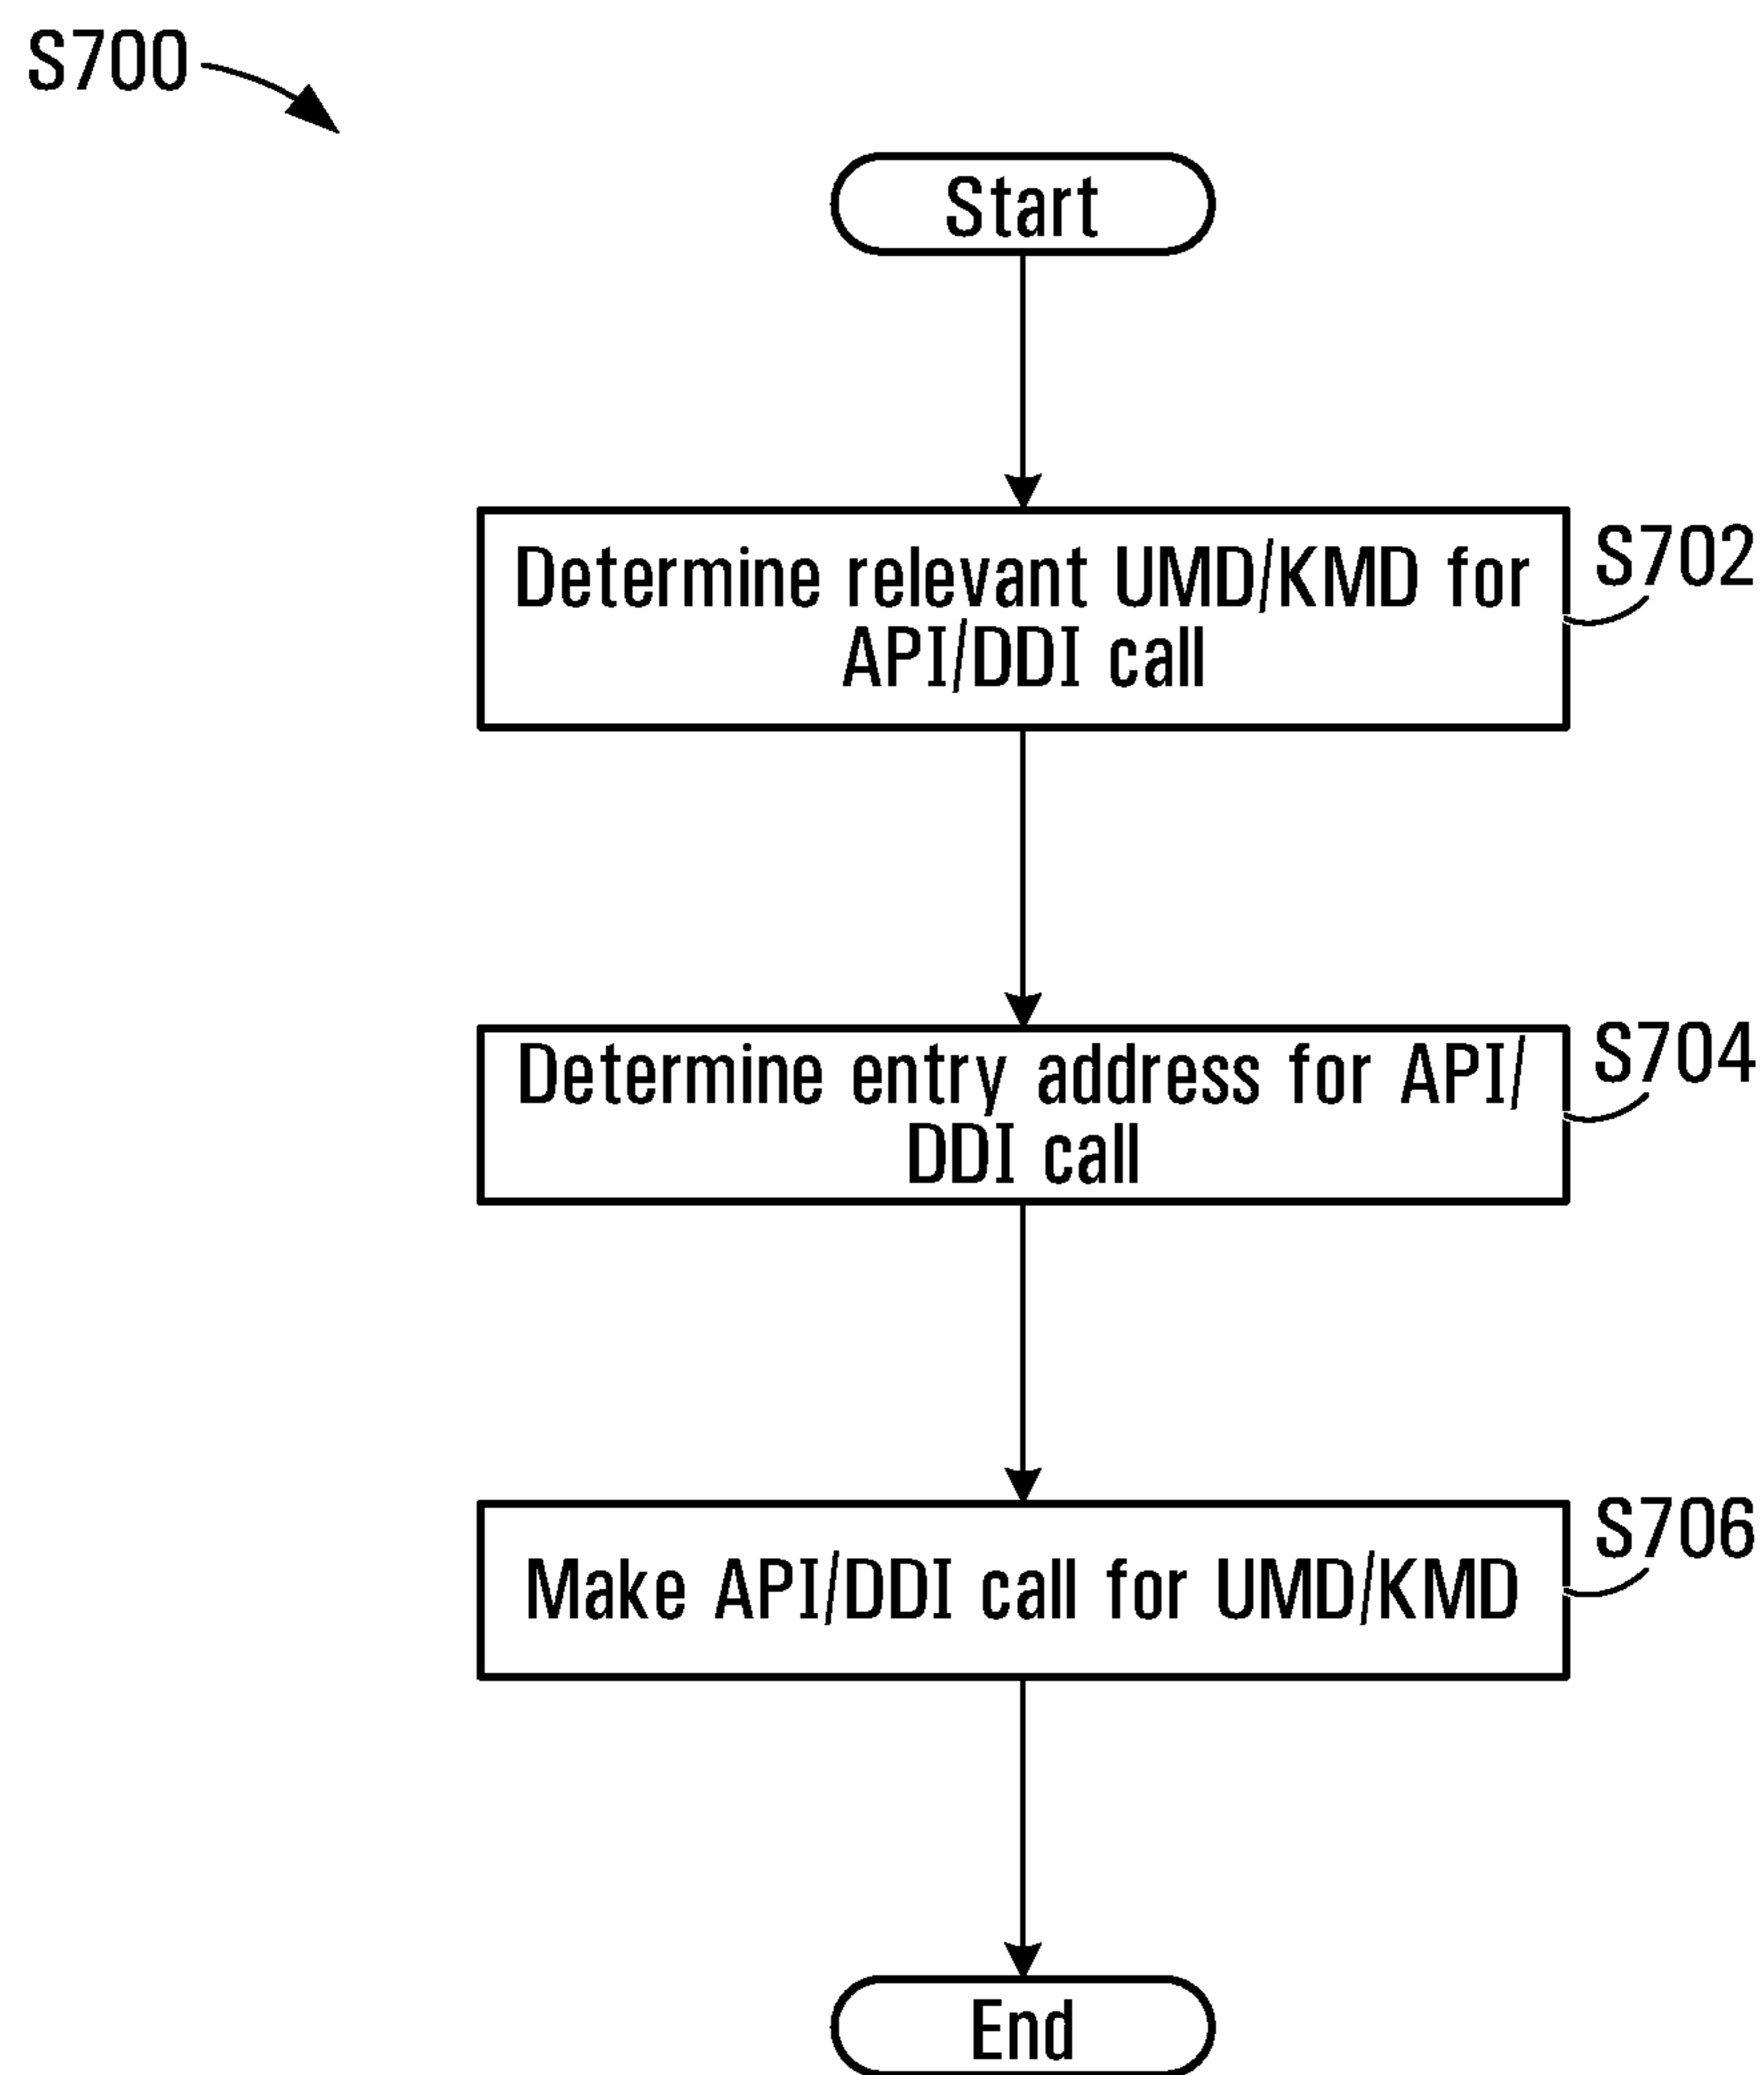 S700
Start
Determine relevant UMD/KMD for
API/DDI call
S702
Determine entry address for API/
DDI call
S704
Make API/DDI call for UMD/KMD
S706
End